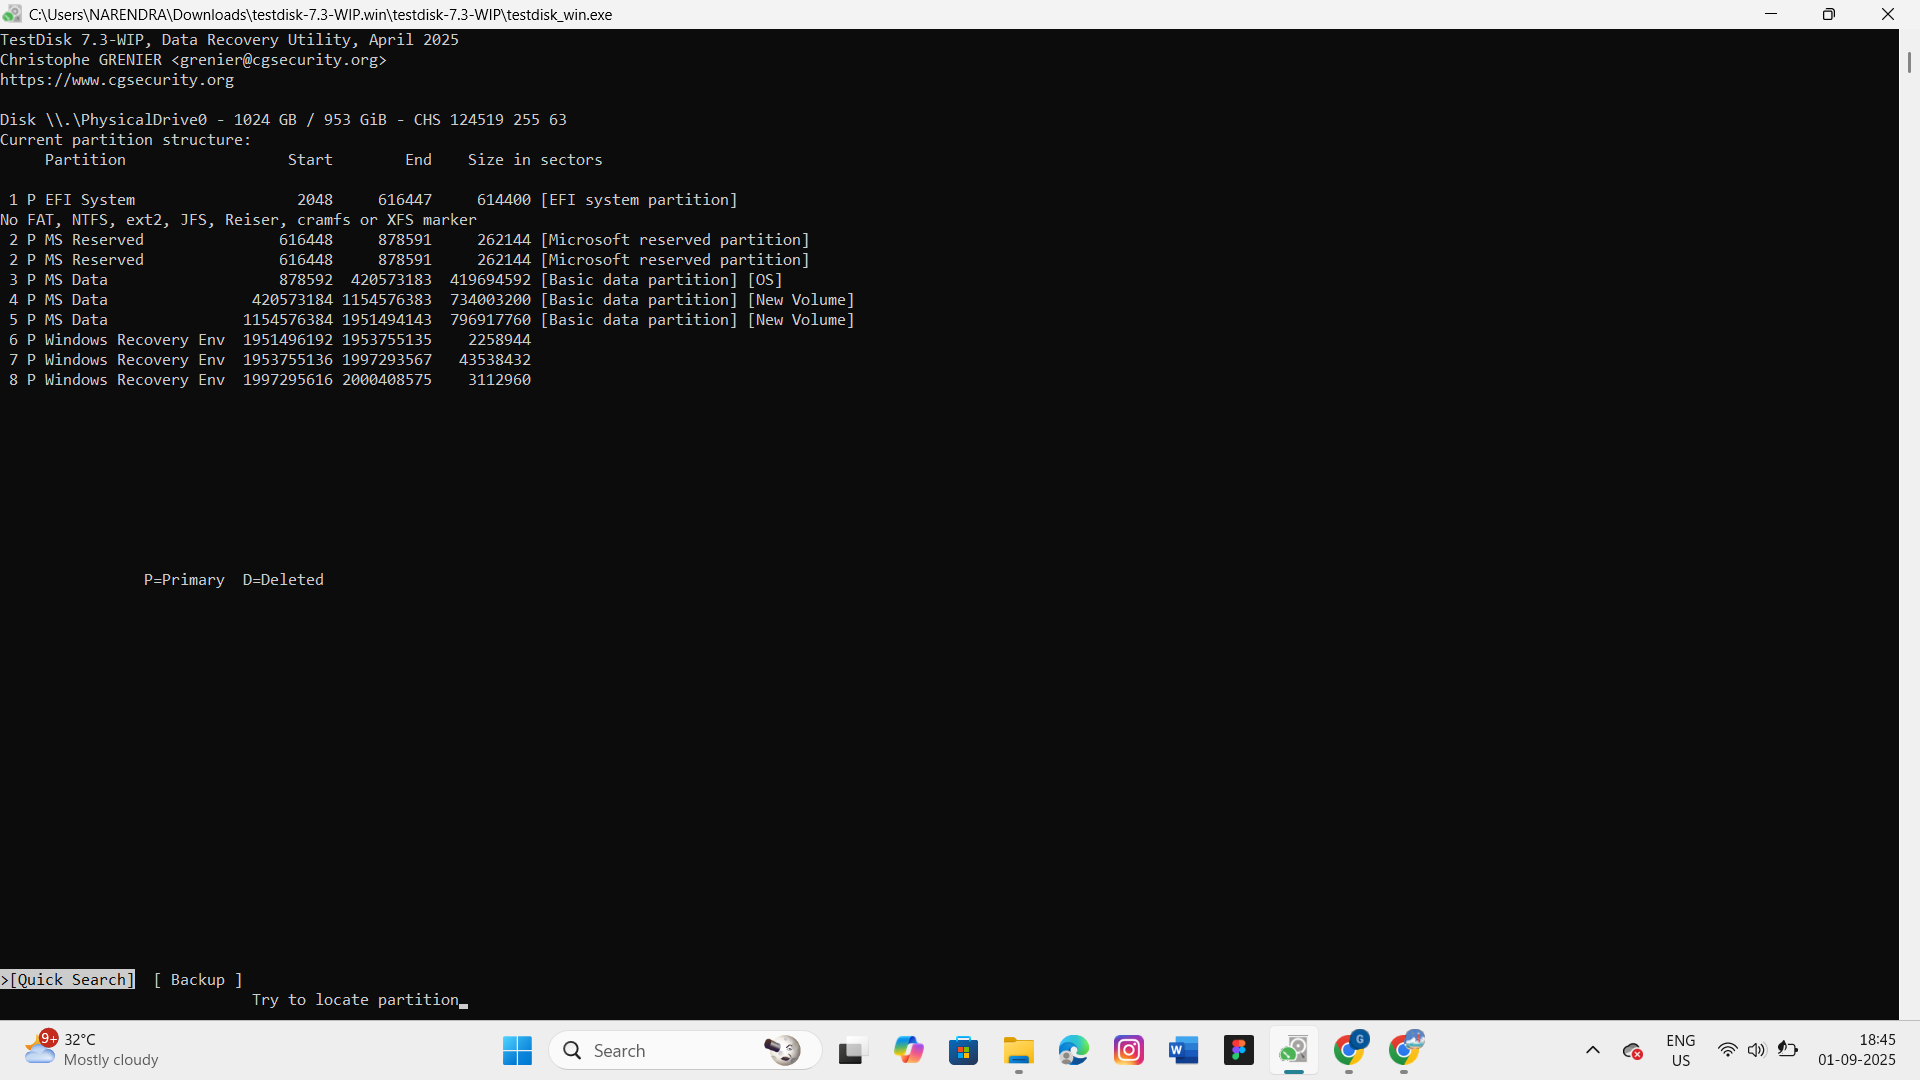 C:\Users\NARENDRA\Downloads\testdisk-7.3-WIP.win\testdisk-7.3-WIP\testdisk_win.exe
TestDisk 7.3-WIP, Data Recovery Utility, April 2025
Christophe GRENIER <grenier@cgsecurity.org>
https://www.cgsecurity.org
Disk \\.\PhysicalDrive0 - 1024 GB / 953 GiB - CHS 124519 255 63
Current partition structure:
Partition Start End Size in sectors
1 P EFI System 2048 616447 614400 [EFI system partition]
No FAT, NTFS, ext2, JFS, Reiser, cramfs or XFS marker
2 P MS Reserved 616448 878591 262144 [Microsoft reserved partition]
2 P MS Reserved 616448 878591 262144 [Microsoft reserved partition]
3 P MS Data 878592 420573183 419694592 [Basic data partition] [OS]
4 P MS Data 420573184 1154576383 734003200 [Basic data partition] [New Volume]
5 P MS Data 1154576384 1951494143 796917760 [Basic data partition] [New Volume]
6 P Windows Recovery Env 1951496192 1953755135 2258944
7 P Windows Recovery Env 1953755136 1997293567 43538432
8 P Windows Recovery Env 1997295616 2000408575 3112960
P=Primary D=Deleted
>[Quick Search] [ Backup ]
Try to locate partition_
9+ 32°C
Mostly cloudy
Search
W
G
ENG
US
18:45
01-09-2025